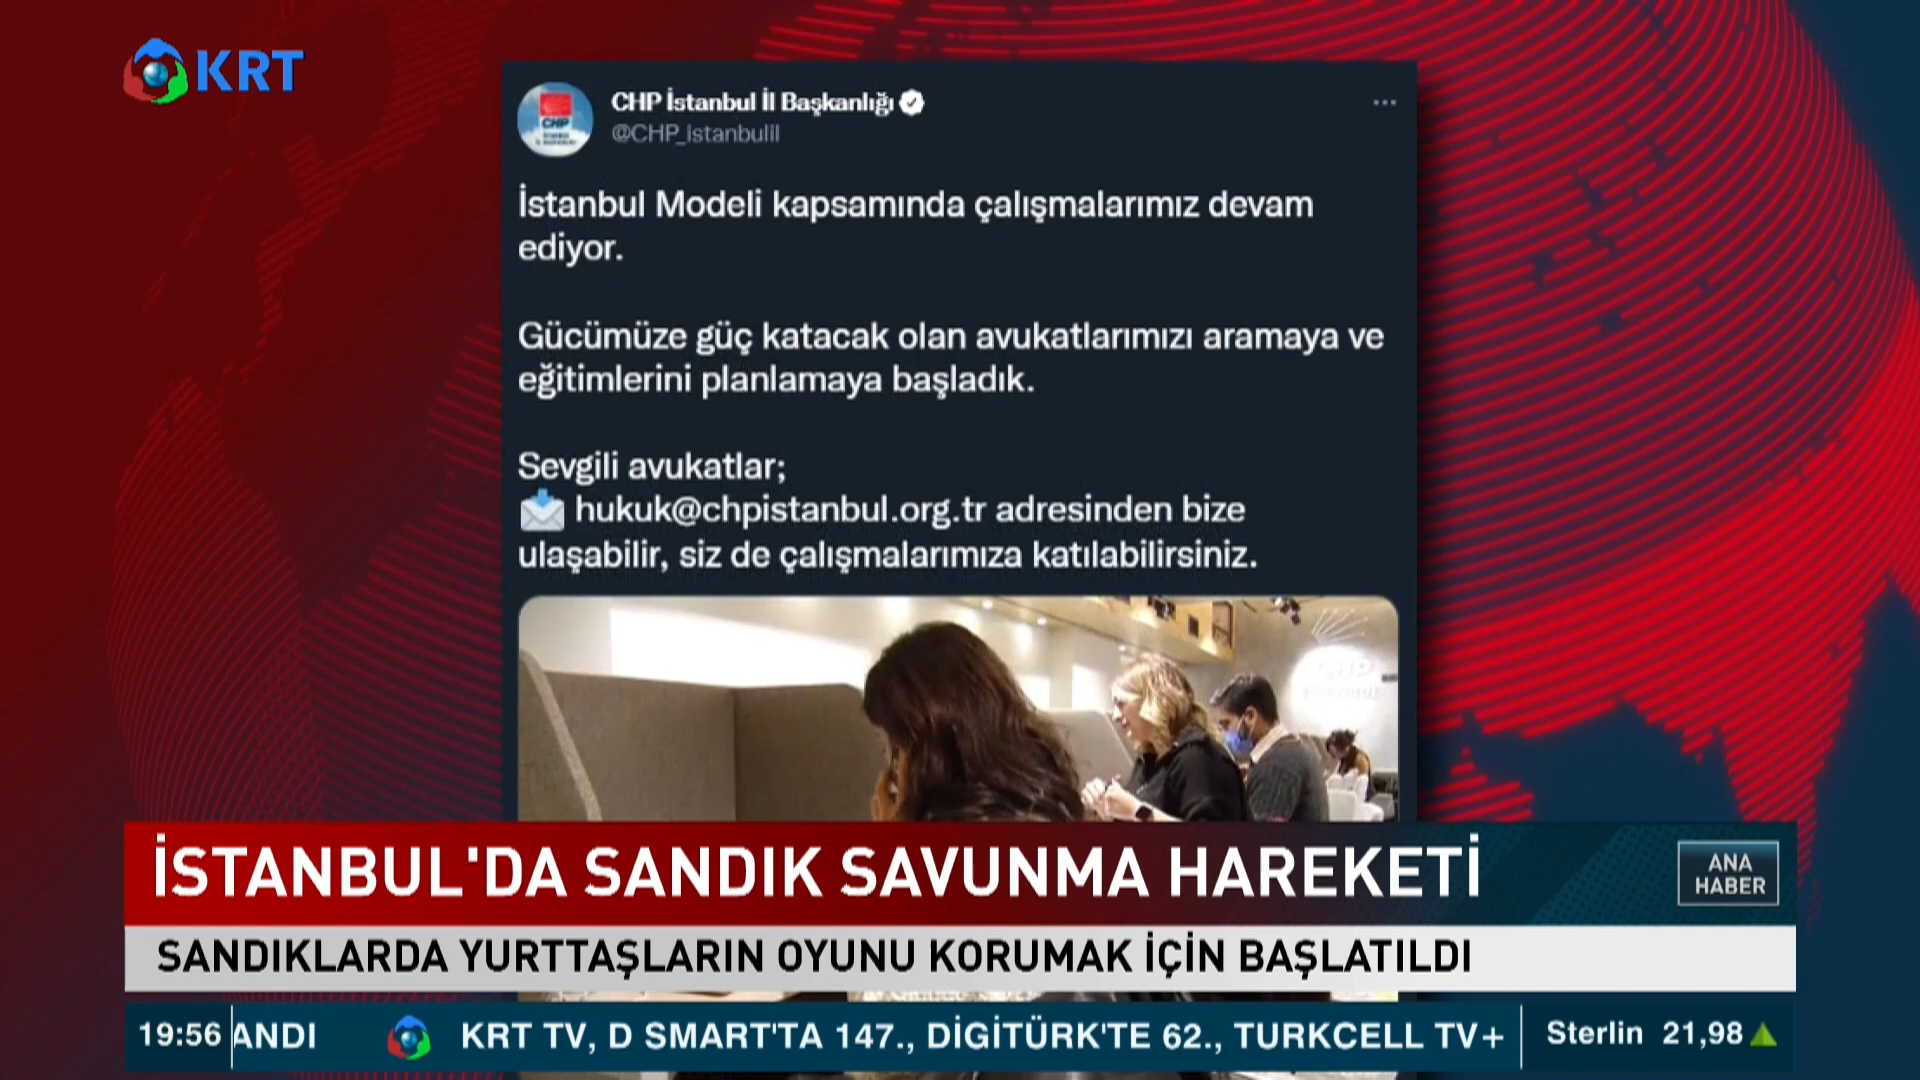 KRT
CHP İstanbul İl Başkanlığı
@CHP_istanbulil
İstanbul Modeli kapsamında çalışmalarımız devam
ediyor.
Gücümüze güç katacak olan avukatlarımızı aramaya ve
eğitimlerini planlamaya başladık.
Sevgili avukatlar;
hukuk@chpistanbul.org.tr adresinden bize
ulaşabilir, siz de çalışmalarımıza katılabilirsiniz.
İSTANBUL'DA SANDIK SAVUNMA HAREKETİ
ANA
HABER
SANDIKLARDA YURTTAŞLARIN OYUNU KORUMAK İÇİN BAŞLATILDI
19:56 ANDI KRT TV, D SMART'TA 147., DİGİTÜRK'TE 62., TURKCELL TV+ Sterlin 21,98